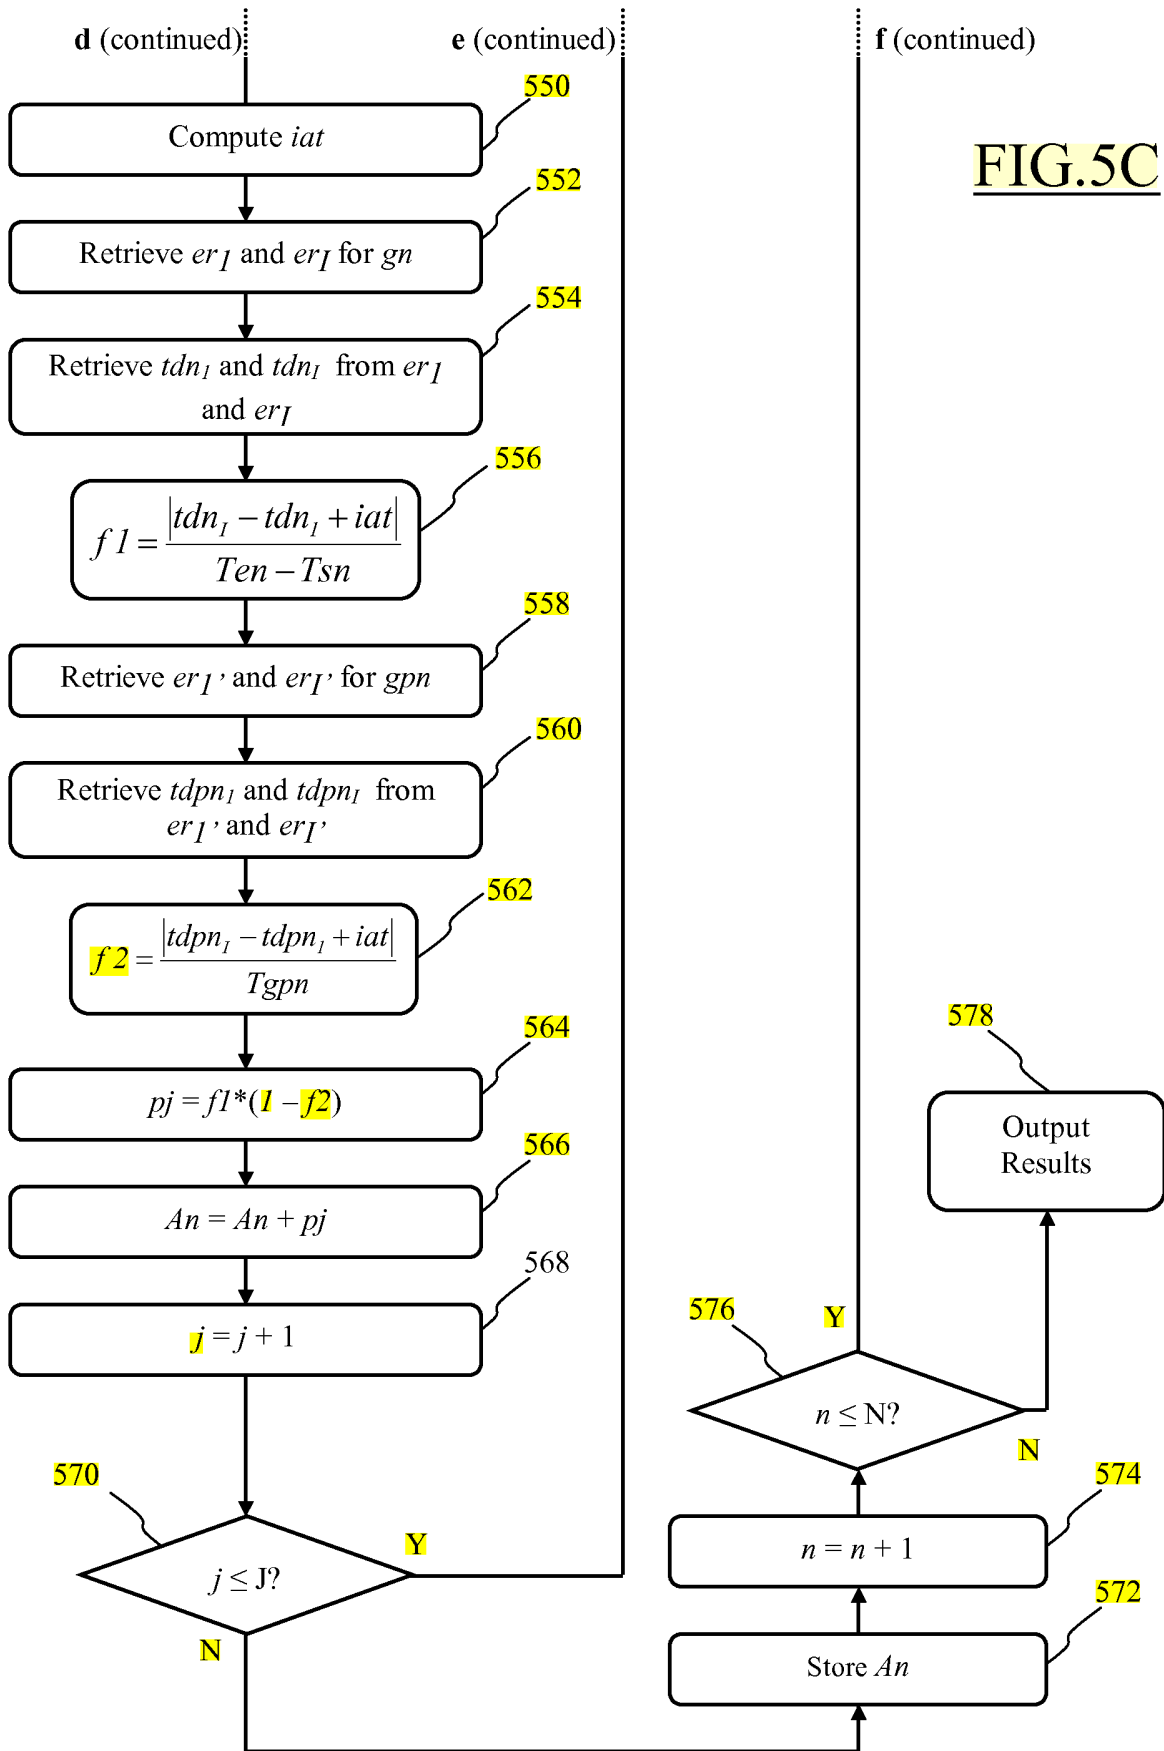 d (continued)
e (continued)
f (continued)
FIG.5C
550
Compute iat
552
Retrieve er1 and erI for gn
554
Retrieve tdn1 and tdnI from er1
and erI
556
f1 = |tdnI − tdn1 + iat|
Ten − Tsn
558
Retrieve er1’ and erI’ for gpn
560
Retrieve tdpn1 and tdpnI from
er1’ and erI’
562
f2 = |tdpnI − tdpn1 + iat|
Tgpn
564
pj = f1*(1 – f2)
566
An = An + pj
568
j = j + 1
570
j ≤ J?
Y
N
578
Output
Results
576
Y
n ≤ N?
N
574
n = n + 1
572
Store An